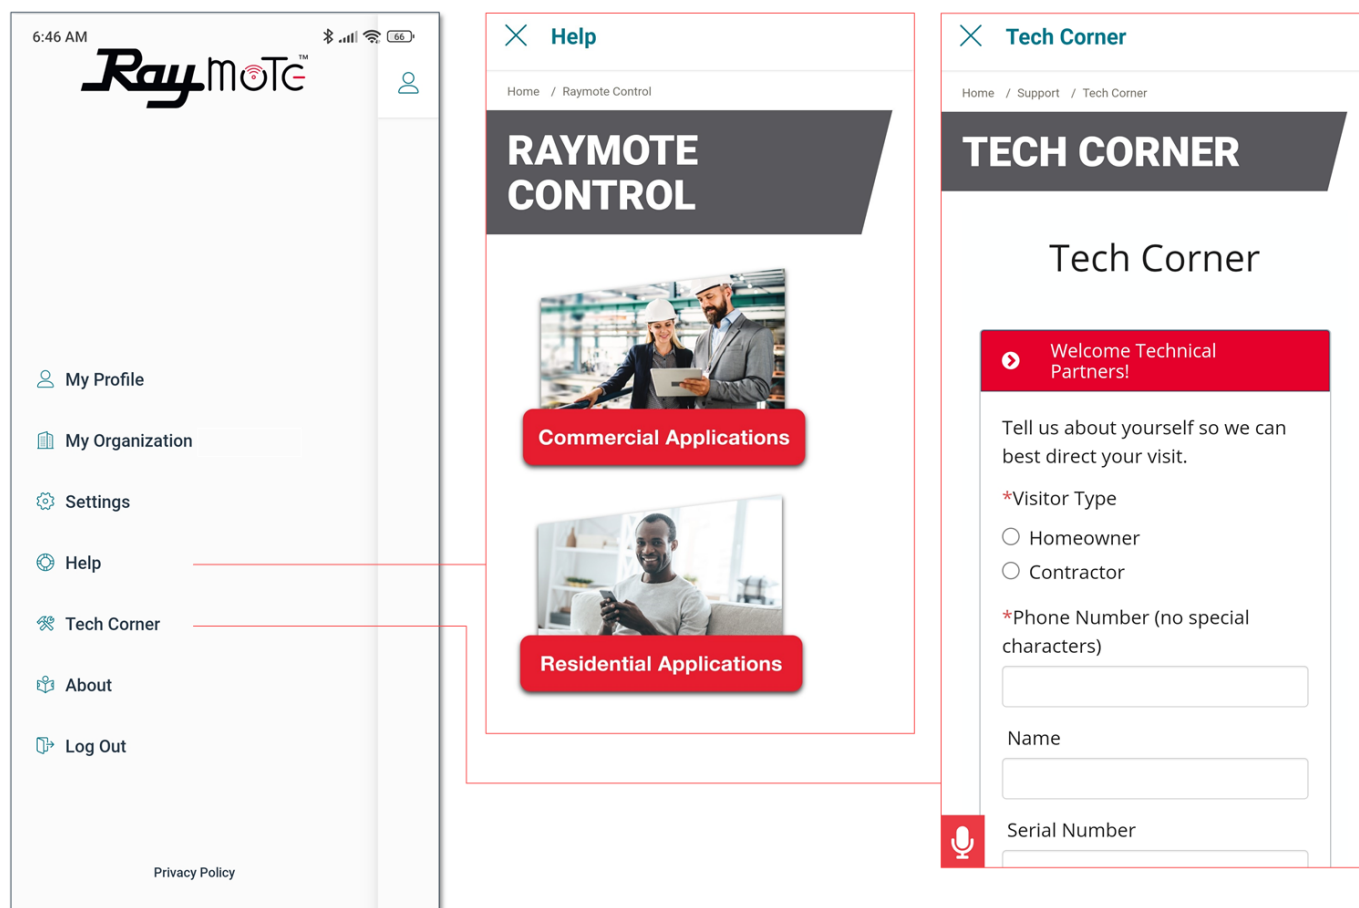 6:46 AM
66
RayMOTE™
My Profile
My Organization
Settings
Help
Tech Corner
About
Log Out
Privacy Policy
Help
Home / Raymote Control
RAYMOTE
CONTROL
Commercial Applications
Residential Applications
Tech Corner
Home / Support / Tech Corner
TECH CORNER
Tech Corner
Welcome Technical
Partners!
Tell us about yourself so we can
best direct your visit.
*Visitor Type
Homeowner
Contractor
*Phone Number (no special
characters)
Name
Serial Number